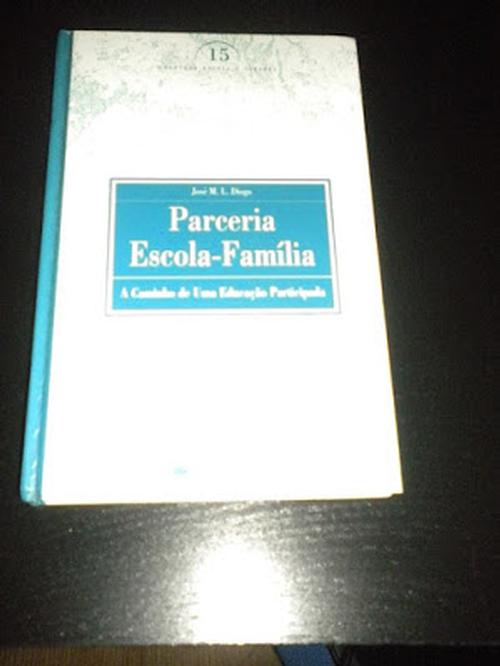 15
José M. L. Diogo
Parceria
Escola-Família
A Caminho de Uma Educação Participada